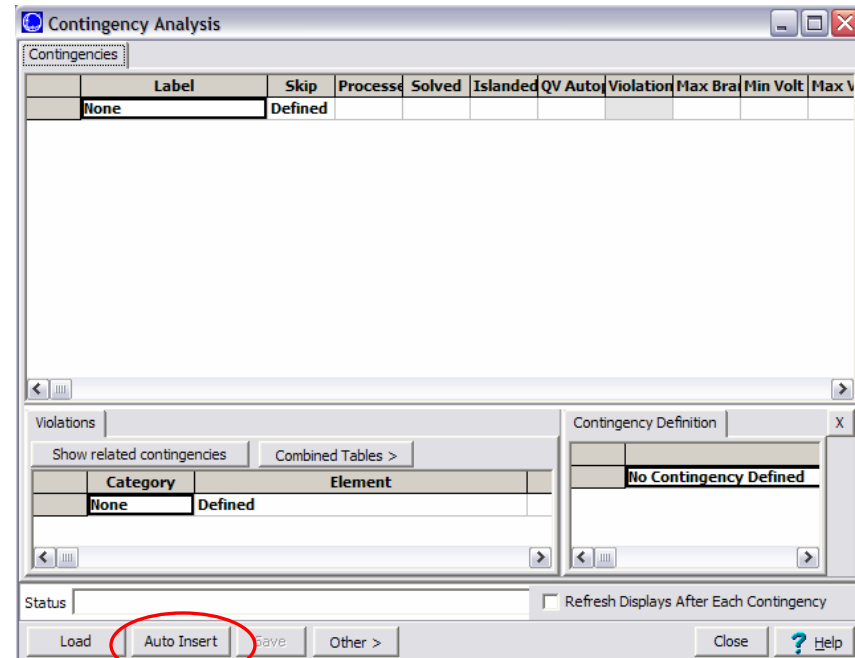 Contingency Analysis
Contingencies
Label Skip Processe Solved Islanded QV Autop Violation Max Bra Min Volt Max V
None Defined
Violations
Contingency Definition X
Show related contingencies Combined Tables >
Category Element
None Defined
No Contingency Defined
Status
Refresh Displays After Each Contingency
Load Auto Insert Save Other > Close ? Help